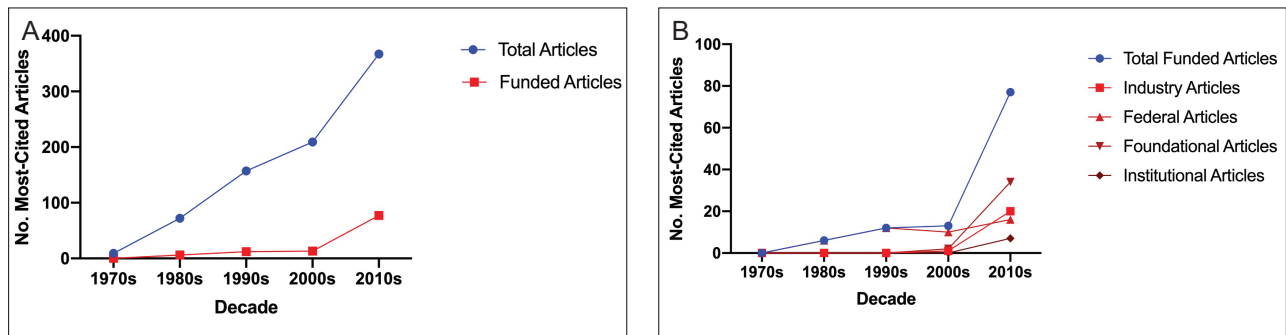 A
No. Most-Cited Articles
400
300
200
100
0
1970s 1980s 1990s 2000s 2010s
Decade
Total Articles
Funded Articles
B
No. Most-Cited Articles
100
80
60
40
20
0
1970s 1980s 1990s 2000s 2010s
Decade
Total Funded Articles
Industry Articles
Federal Articles
Foundational Articles
Institutional Articles